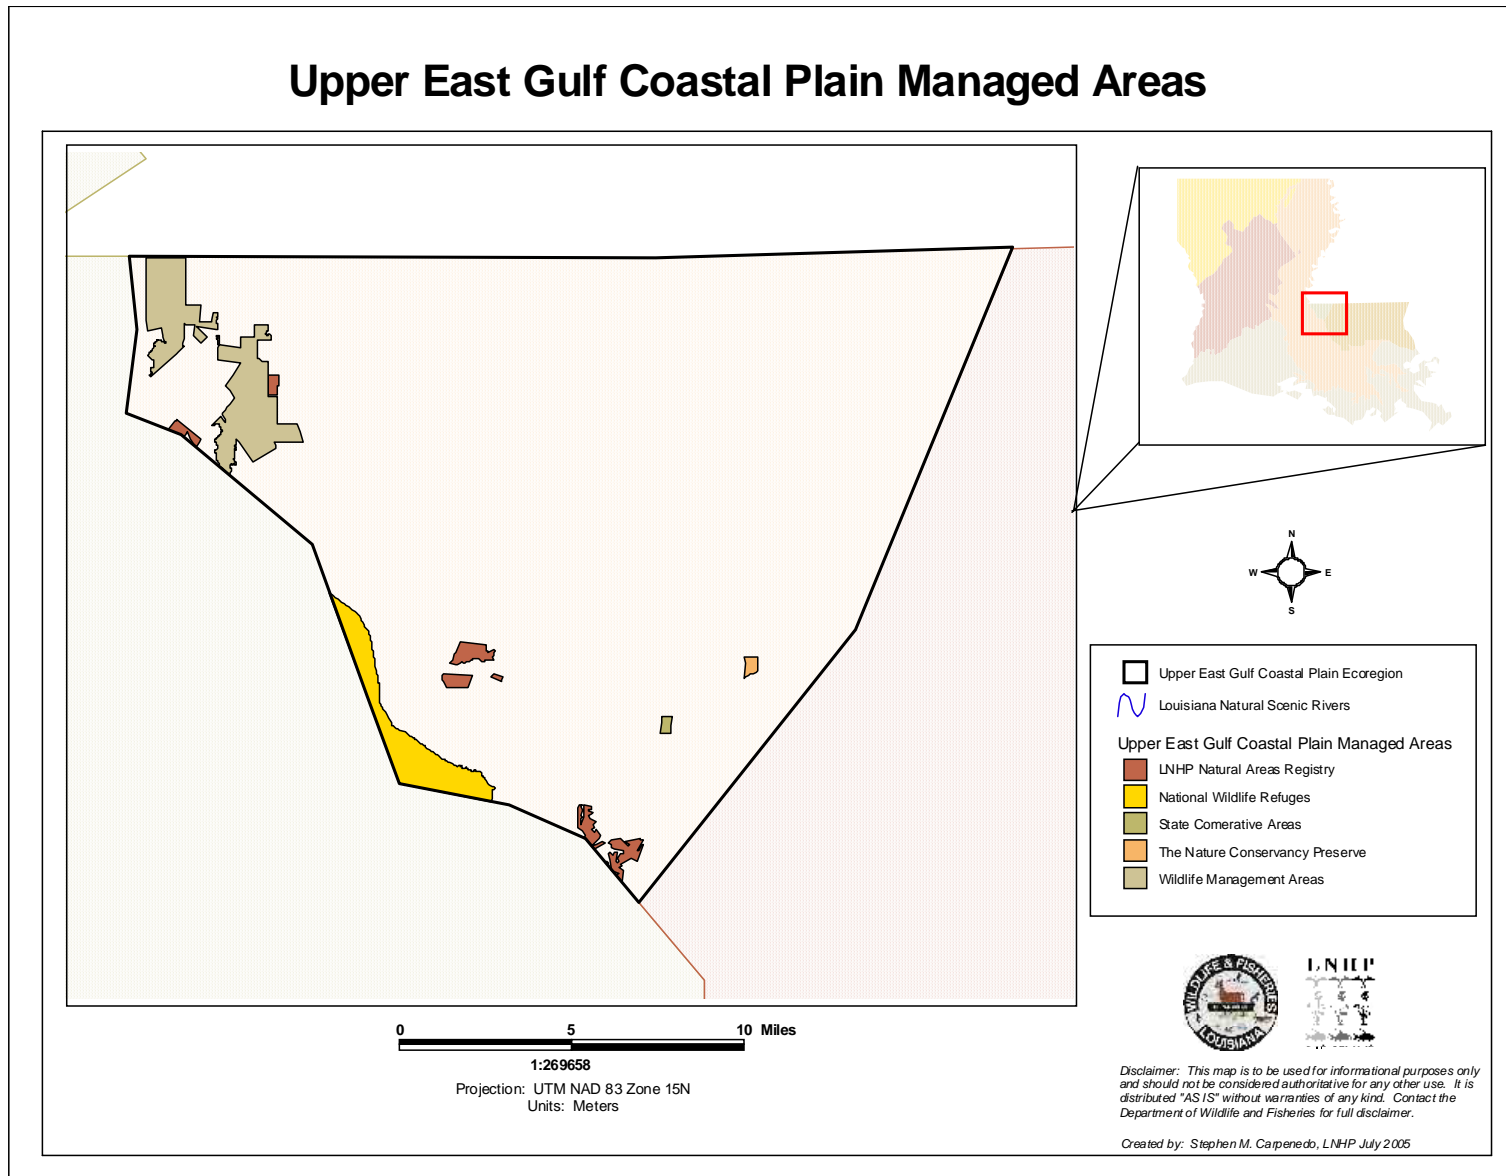 Upper East Gulf Coastal Plain Managed Areas
N
W
E
S
Upper East Gulf Coastal Plain Ecoregion
Louisiana Natural Scenic Rivers
Upper East Gulf Coastal Plain Managed Areas
LNHP Natural Areas Registry
National Wildlife Refuges
State Comerative Areas
The Nature Conservancy Preserve
Wildlife Management Areas
0 5 10 Miles
1:269658
Projection: UTM NAD 83 Zone 15N
Units: Meters
WILDLIFE & FISHERIES
LOUISIANA
LNHP
Disclaimer: This map is to be used for informational purposes only
and should not be considered authoritative for any other use. It is
distributed "AS IS" without warranties of any kind. Contact the
Department of Wildlife and Fisheries for full disclaimer.
Created by: Stephen M. Carpenedo, LNHP July 2005